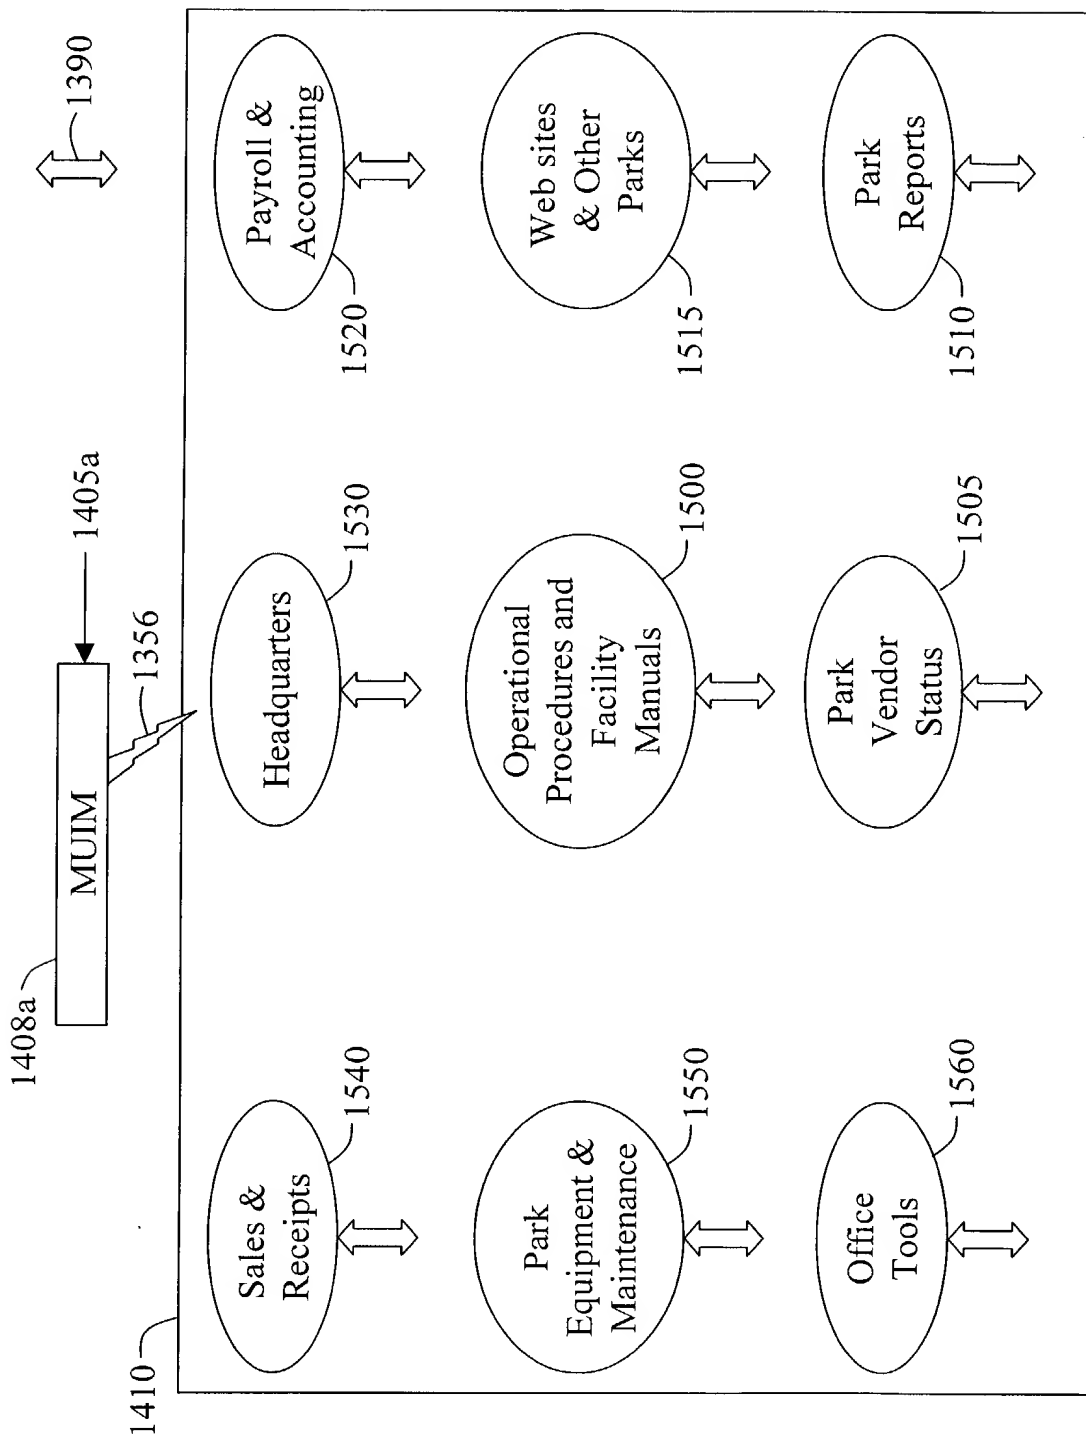 1408a
MUIM
1405a
1390
1356
1410
Sales &
Receipts
1540
Headquarters
1530
Payroll &
Accounting
1520
Park
Equipment &
Maintenance
1550
Operational
Procedures and
Facility
Manuals
1500
Web sites
& Other
Parks
1515
Office
Tools
1560
Park
Vendor
Status
1505
Park
Reports
1510